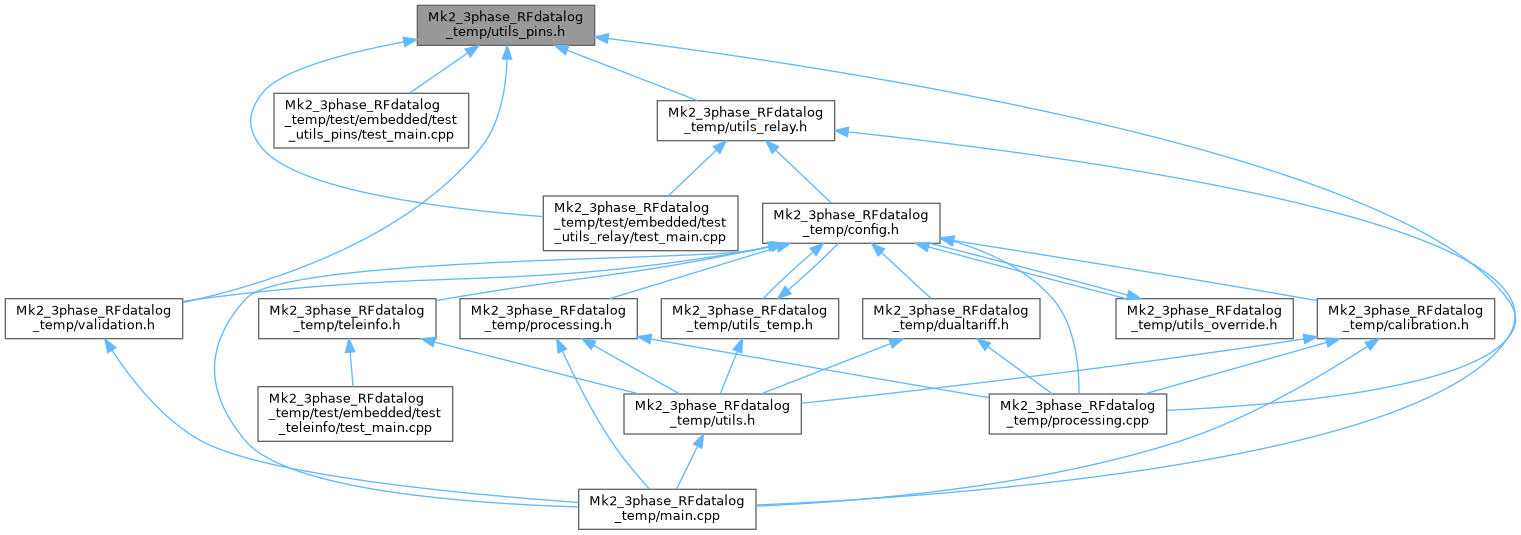 Mk2_3phase_RFdatalog
_temp/utils_pins.h
Mk2_3phase_RFdatalog
_temp/test/embedded/test
_utils_pins/test_main.cpp
Mk2_3phase_RFdatalog
_temp/utils_relay.h
Mk2_3phase_RFdatalog
_temp/test/embedded/test
_utils_relay/test_main.cpp
Mk2_3phase_RFdatalog
_temp/config.h
Mk2_3phase_RFdatalog
_temp/validation.h
Mk2_3phase_RFdatalog
_temp/teleinfo.h
Mk2_3phase_RFdatalog
_temp/processing.h
Mk2_3phase_RFdatalog
_temp/utils_temp.h
Mk2_3phase_RFdatalog
_temp/dualtariff.h
Mk2_3phase_RFdatalog
_temp/utils_override.h
Mk2_3phase_RFdatalog
_temp/calibration.h
Mk2_3phase_RFdatalog
_temp/test/embedded/test
_teleinfo/test_main.cpp
Mk2_3phase_RFdatalog
_temp/utils.h
Mk2_3phase_RFdatalog
_temp/processing.cpp
Mk2_3phase_RFdatalog
_temp/main.cpp